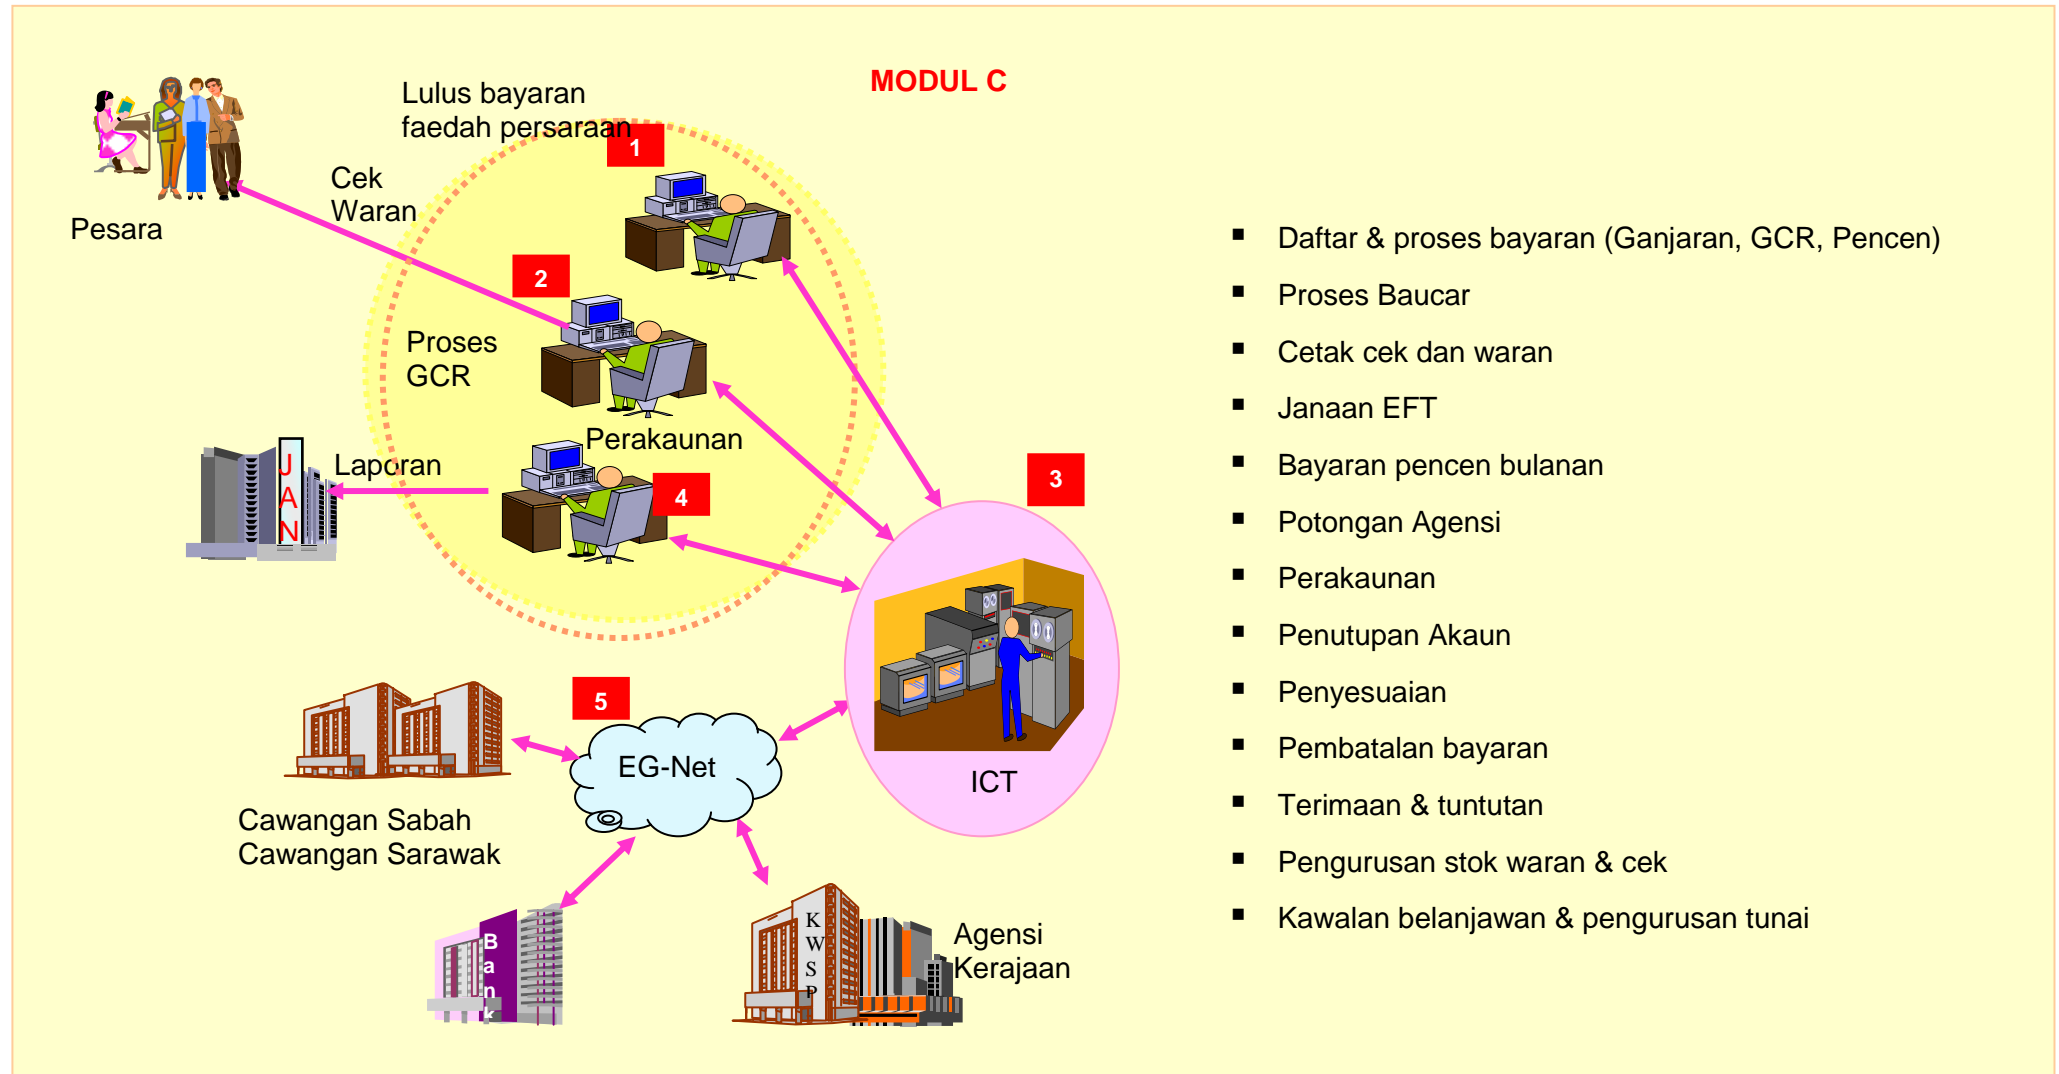 MODUL C
Lulus bayaran
faedah persaraan
1
Cek
Waran
Pesara
2
Proses
GCR
Perakaunan
J
A
N
Laporan
4
3
5
EG-Net
ICT
Cawangan Sabah
Cawangan Sarawak
B
a
n
k
K
W
S
P
Agensi
Kerajaan
▪ Daftar & proses bayaran (Ganjaran, GCR, Pencen)
▪ Proses Baucar
▪ Cetak cek dan waran
▪ Janaan EFT
▪ Bayaran pencen bulanan
▪ Potongan Agensi
▪ Perakaunan
▪ Penutupan Akaun
▪ Penyesuaian
▪ Pembatalan bayaran
▪ Terimaan & tuntutan
▪ Pengurusan stok waran & cek
▪ Kawalan belanjawan & pengurusan tunai